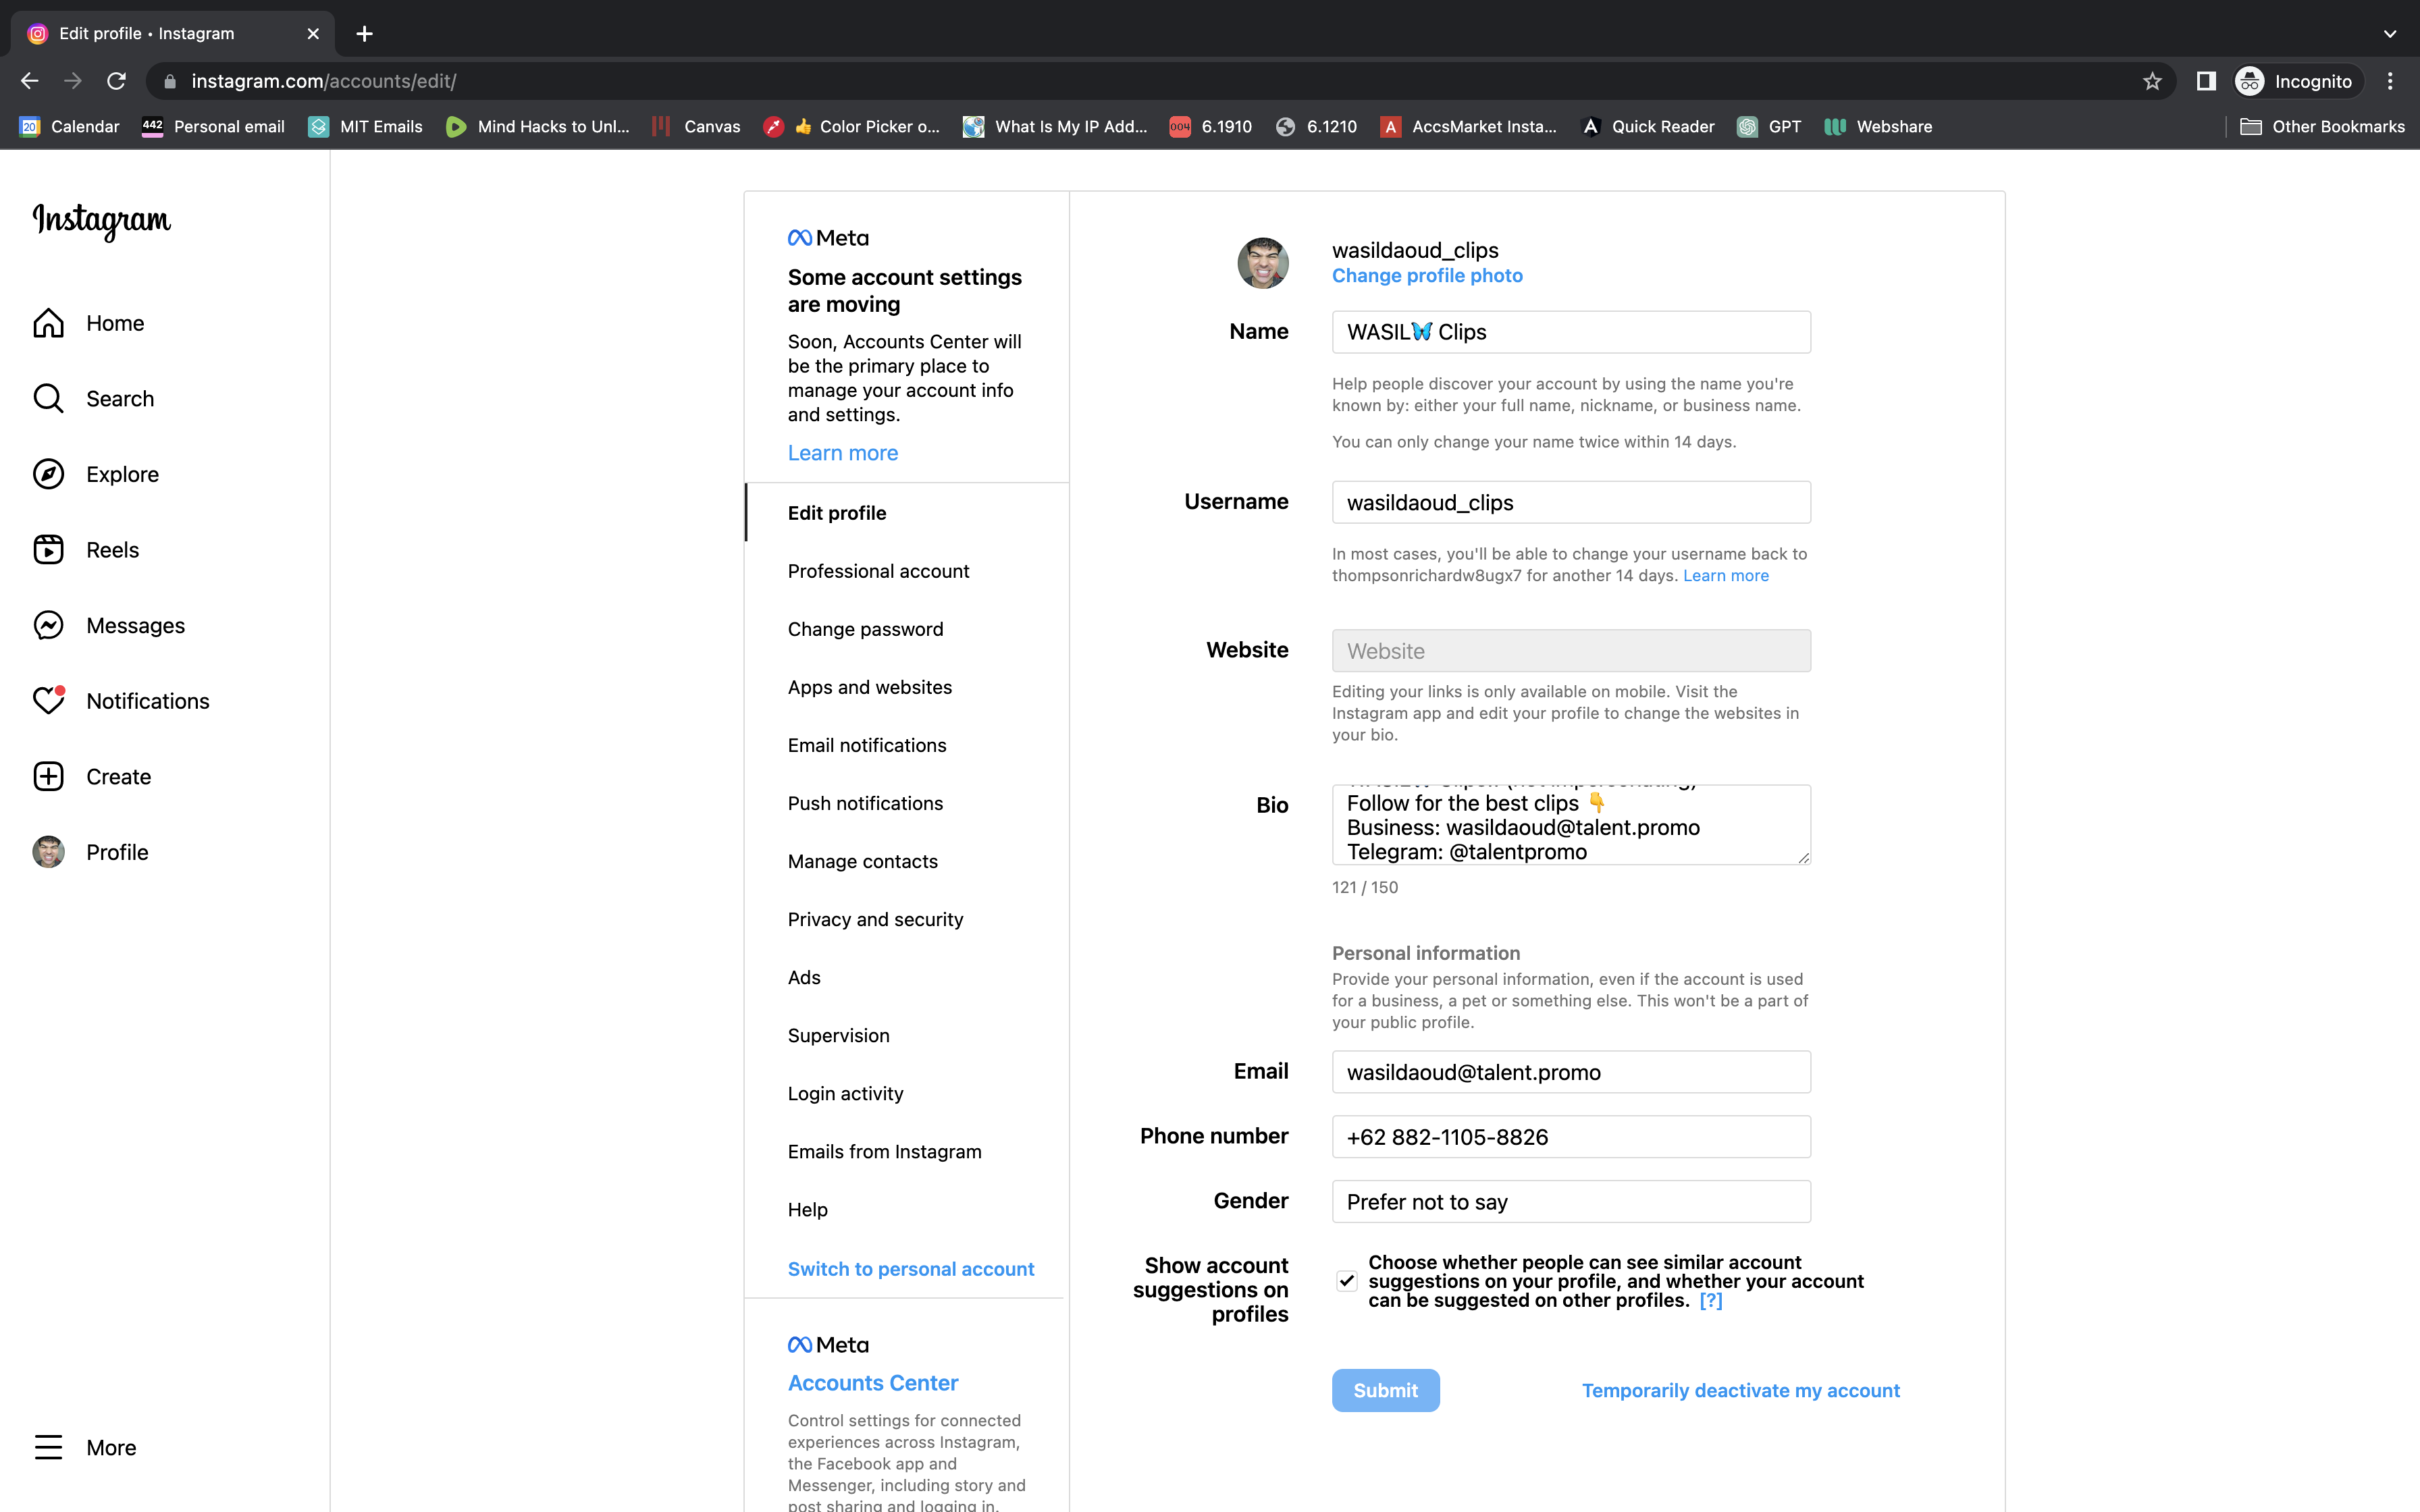 Edit profile • Instagram
instagram.com/accounts/edit/
Incognito
Calendar
Personal email
MIT Emails
Mind Hacks to Unl...
Canvas
Color Picker o...
What Is My IP Add...
6.1910
6.1210
AccsMarket Insta...
Quick Reader
GPT
Webshare
Other Bookmarks
Instagram
Home
Search
Explore
Reels
Messages
Notifications
Create
Profile
More
Meta
Some account settings
are moving
Soon, Accounts Center will
be the primary place to
manage your account info
and settings.
Learn more
Edit profile
Professional account
Change password
Apps and websites
Email notifications
Push notifications
Manage contacts
Privacy and security
Ads
Supervision
Login activity
Emails from Instagram
Help
Switch to personal account
Meta
Accounts Center
Control settings for connected
experiences across Instagram,
the Facebook app and
Messenger, including story and
post sharing and logging in.
wasildaoud_clips
Change profile photo
Name
WASIL🦋 Clips
Help people discover your account by using the name you're
known by: either your full name, nickname, or business name.
You can only change your name twice within 14 days.
Username
wasildaoud_clips
In most cases, you'll be able to change your username back to
thompsonrichardw8ugx7 for another 14 days. Learn more
Website
Website
Editing your links is only available on mobile. Visit the
Instagram app and edit your profile to change the websites in
your bio.
Bio
Follow for the best clips 👇
Business: wasildaoud@talent.promo
Telegram: @talentpromo
121 / 150
Personal information
Provide your personal information, even if the account is used
for a business, a pet or something else. This won't be a part of
your public profile.
Email
wasildaoud@talent.promo
Phone number
+62 882-1105-8826
Gender
Prefer not to say
Show account
suggestions on
profiles
Choose whether people can see similar account
suggestions on your profile, and whether your account
can be suggested on other profiles. [?]
Submit
Temporarily deactivate my account